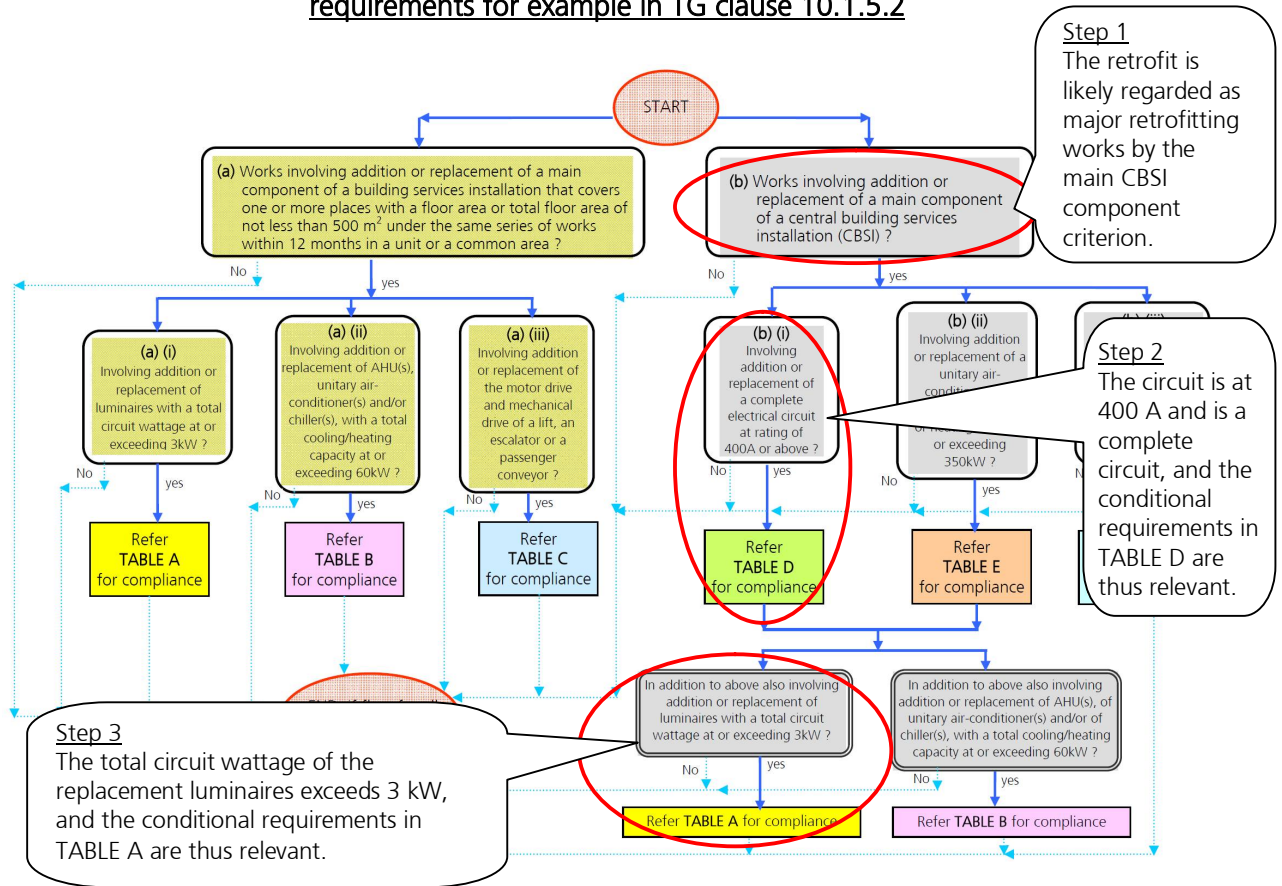 requirements for example in TG clause 10.1.5.2
Step 1
The retrofit is
likely regarded as
major retrofitting
works by the
main CBSI
component
criterion.
START
(a) Works involving addition or replacement of a main
component of a building services installation that covers
one or more places with a floor area or total floor area of
not less than 500 m² under the same series of works
within 12 months in a unit or a common area ?
(b) Works involving addition or
replacement of a main component
of a central building services
installation (CBSI) ?
No
yes
No
yes
(a) (i)
Involving addition or
replacement of
luminaires with a total
circuit wattage at or
exceeding 3kW ?
(a) (ii)
Involving addition or
replacement of AHU(s),
unitary air-
conditioner(s) and/or
chiller(s), with a total
cooling/heating
capacity at or
exceeding 60kW ?
(a) (iii)
Involving addition
or replacement of
the motor drive
and mechanical
drive of a lift, an
escalator or a
passenger
conveyor ?
(b) (i)
Involving
addition or
replacement of
a complete
electrical circuit
at rating of
400A or above ?
(b) (ii)
Involving addition
or replacement of a
unitary air-
or exceeding
350kW ?
Step 2
The circuit is at
400 A and is a
complete
circuit, and the
conditional
requirements in
TABLE D are
thus relevant.
No
yes
No
yes
No
yes
No
yes
No
yes
Refer
TABLE A
for compliance
Refer
TABLE B
for compliance
Refer
TABLE C
for compliance
Refer
TABLE D
for compliance
Refer
TABLE E
for compliance
In addition to above also involving
addition or replacement of
luminaires with a total circuit
wattage at or exceeding 3kW ?
In addition to above also involving
addition or replacement of AHU(s), of
unitary air-conditioner(s) and/or of
chiller(s), with a total cooling/heating
capacity at or exceeding 60kW ?
Step 3
The total circuit wattage of the
replacement luminaires exceeds 3 kW,
and the conditional requirements in
TABLE A are thus relevant.
No
yes
No
yes
Refer TABLE A for compliance
Refer TABLE B for compliance